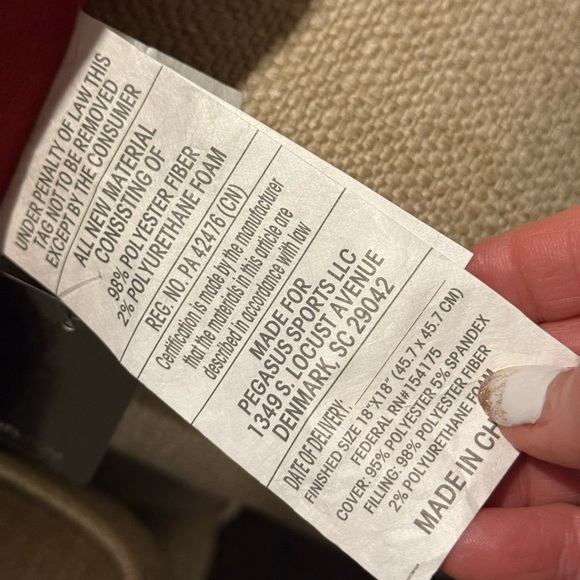 UNDER PENALTY OF LAW THIS
TAG NOT TO BE REMOVED
EXCEPT BY THE CONSUMER
ALL NEW MATERIAL
CONSISTING OF
98% POLYESTER FIBER
2% POLYURETHANE FOAM
REG. NO. PA 42476 (CN)
Certification is made by the manufacturer
that the materials in this article are
described in accordance with law
MADE FOR
PEGASUS SPORTS LLC
1349 S. LOCUST AVENUE
DENMARK, SC 29042
DATE OF DELIVERY:
FINISHED SIZE 18"X18" (45.7 x 45.7 CM)
FEDERAL RN#154175
COVER: 95% POLYESTER 5% SPANDEX
FILLING: 98% POLYESTER FIBER
2% POLYURETHANE FOAM
MADE IN CH